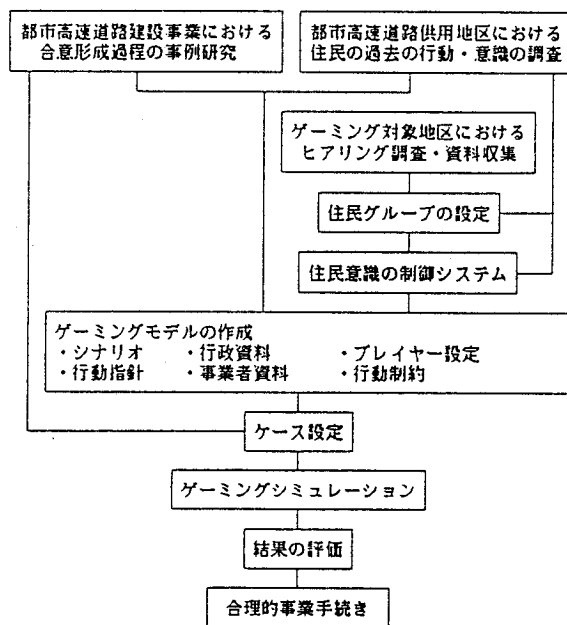 都市高速道路建設事業における
合意形成過程の事例研究
都市高速道路供用地区における
住民の過去の行動・意識の調査
ゲーミング対象地区における
ヒアリング調査・資料収集
住民グループの設定
住民意識の制御システム
ゲーミングモデルの作成
・シナリオ ・行政資料 ・プレイヤー設定
・行動指針 ・事業者資料 ・行動制約
ケース設定
ゲーミングシミュレーション
結果の評価
合理的事業手続き